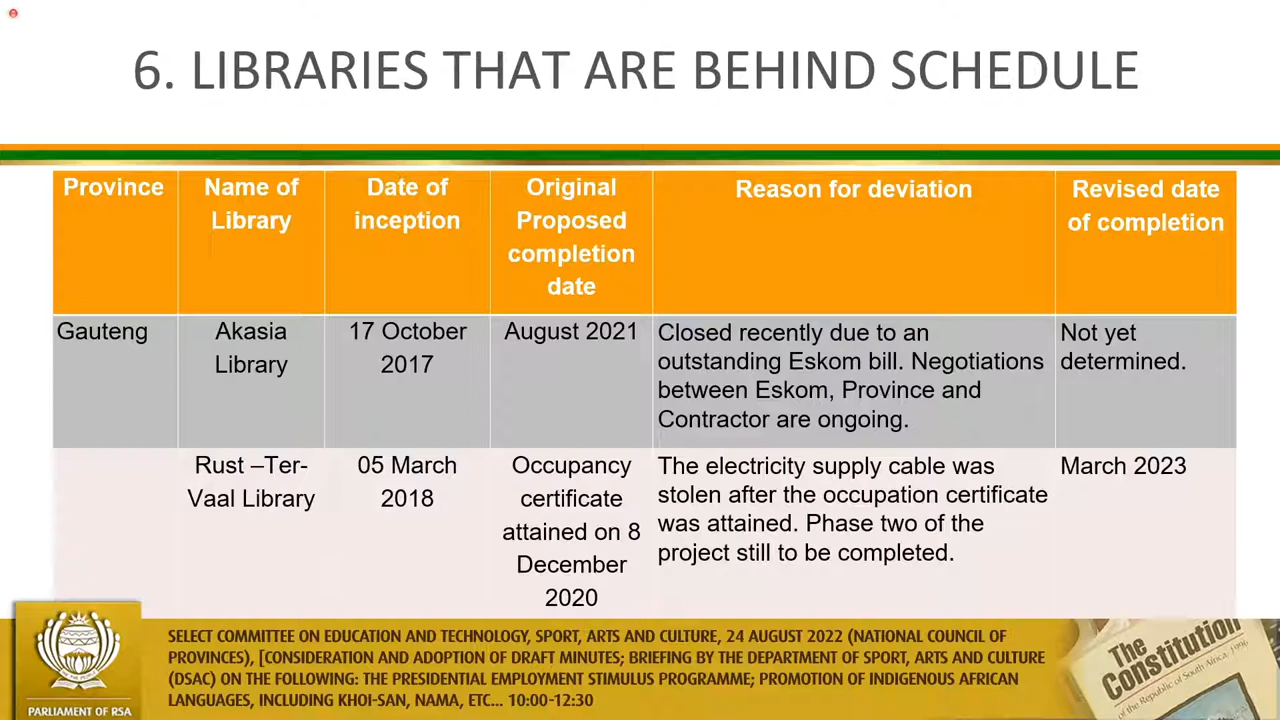 6. LIBRARIES THAT ARE BEHIND SCHEDULE
Province
Name of
Library
Date of
inception
Original
Proposed
completion
date
Reason for deviation
Revised date
of completion
Gauteng
Akasia
Library
17 October
2017
August 2021
Closed recently due to an
outstanding Eskom bill. Negotiations
between Eskom, Province and
Contractor are ongoing.
Not yet
determined.
Rust –Ter-
Vaal Library
05 March
2018
Occupancy
certificate
attained on 8
December
2020
The electricity supply cable was
stolen after the occupation certificate
was attained. Phase two of the
project still to be completed.
March 2023
SELECT COMMITTEE ON EDUCATION AND TECHNOLOGY, SPORT, ARTS AND CULTURE, 24 AUGUST 2022 (NATIONAL COUNCIL OF
PROVINCES), [CONSIDERATION AND ADOPTION OF DRAFT MINUTES; BRIEFING BY THE DEPARTMENT OF SPORT, ARTS AND CULTURE
(DSAC) ON THE FOLLOWING: THE PRESIDENTIAL EMPLOYMENT STIMULUS PROGRAMME; PROMOTION OF INDIGENOUS AFRICAN
LANGUAGES, INCLUDING KHOI-SAN, NAMA, ETC... 10:00-12:30
PARLIAMENT OF RSA
The
Constitution
of the Republic of South Africa, 1996